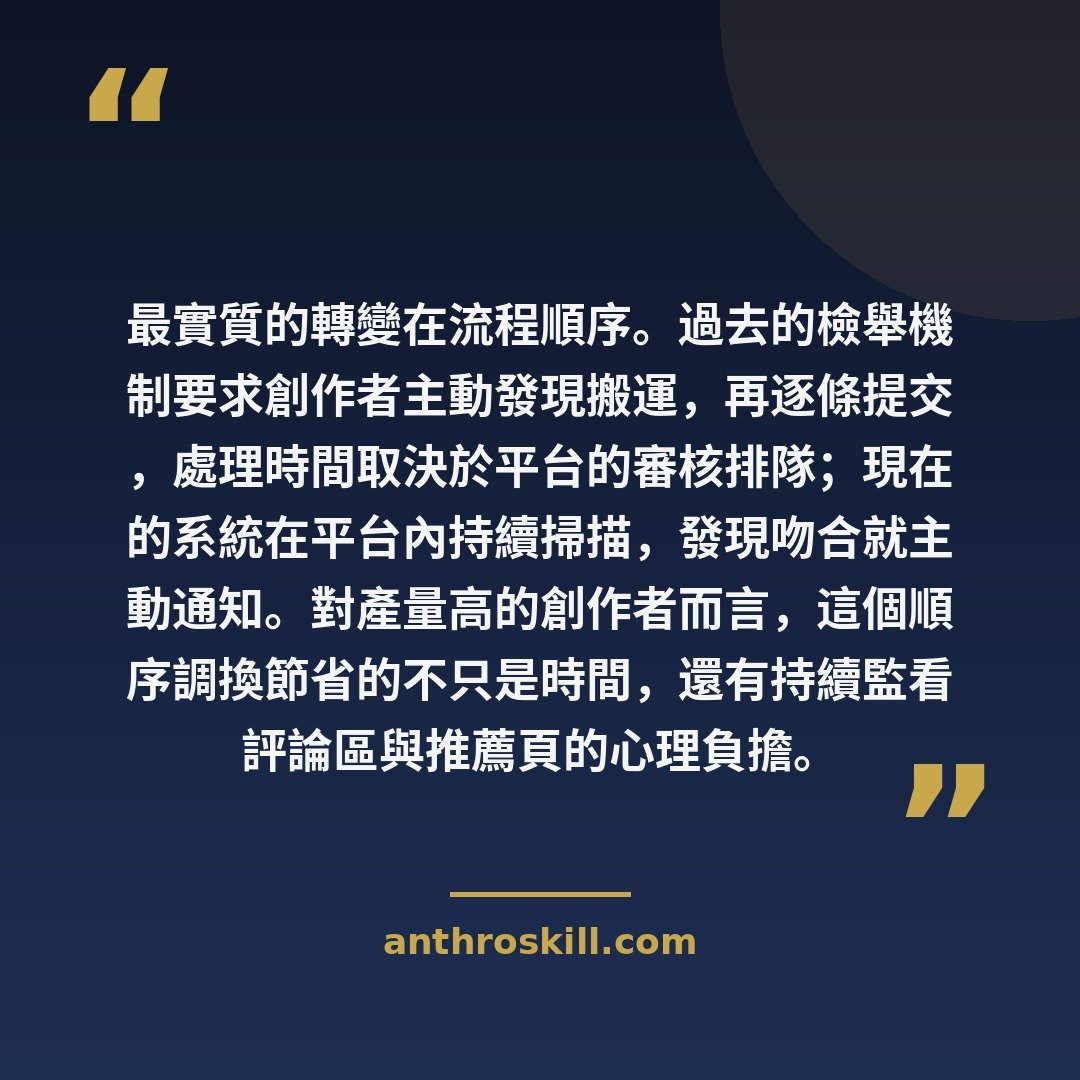 “
最實質的轉變在流程順序。過去的檢舉機
制要求創作者主動發現搬運，再逐條提交
，處理時間取決於平台的審核排隊；現在
的系統在平台內持續掃描，發現吻合就主
動通知。對產量高的創作者而言，這個順
序調換節省的不只是時間，還有持續監看
評論區與推薦頁的心理負擔。
”
anthroskill.com